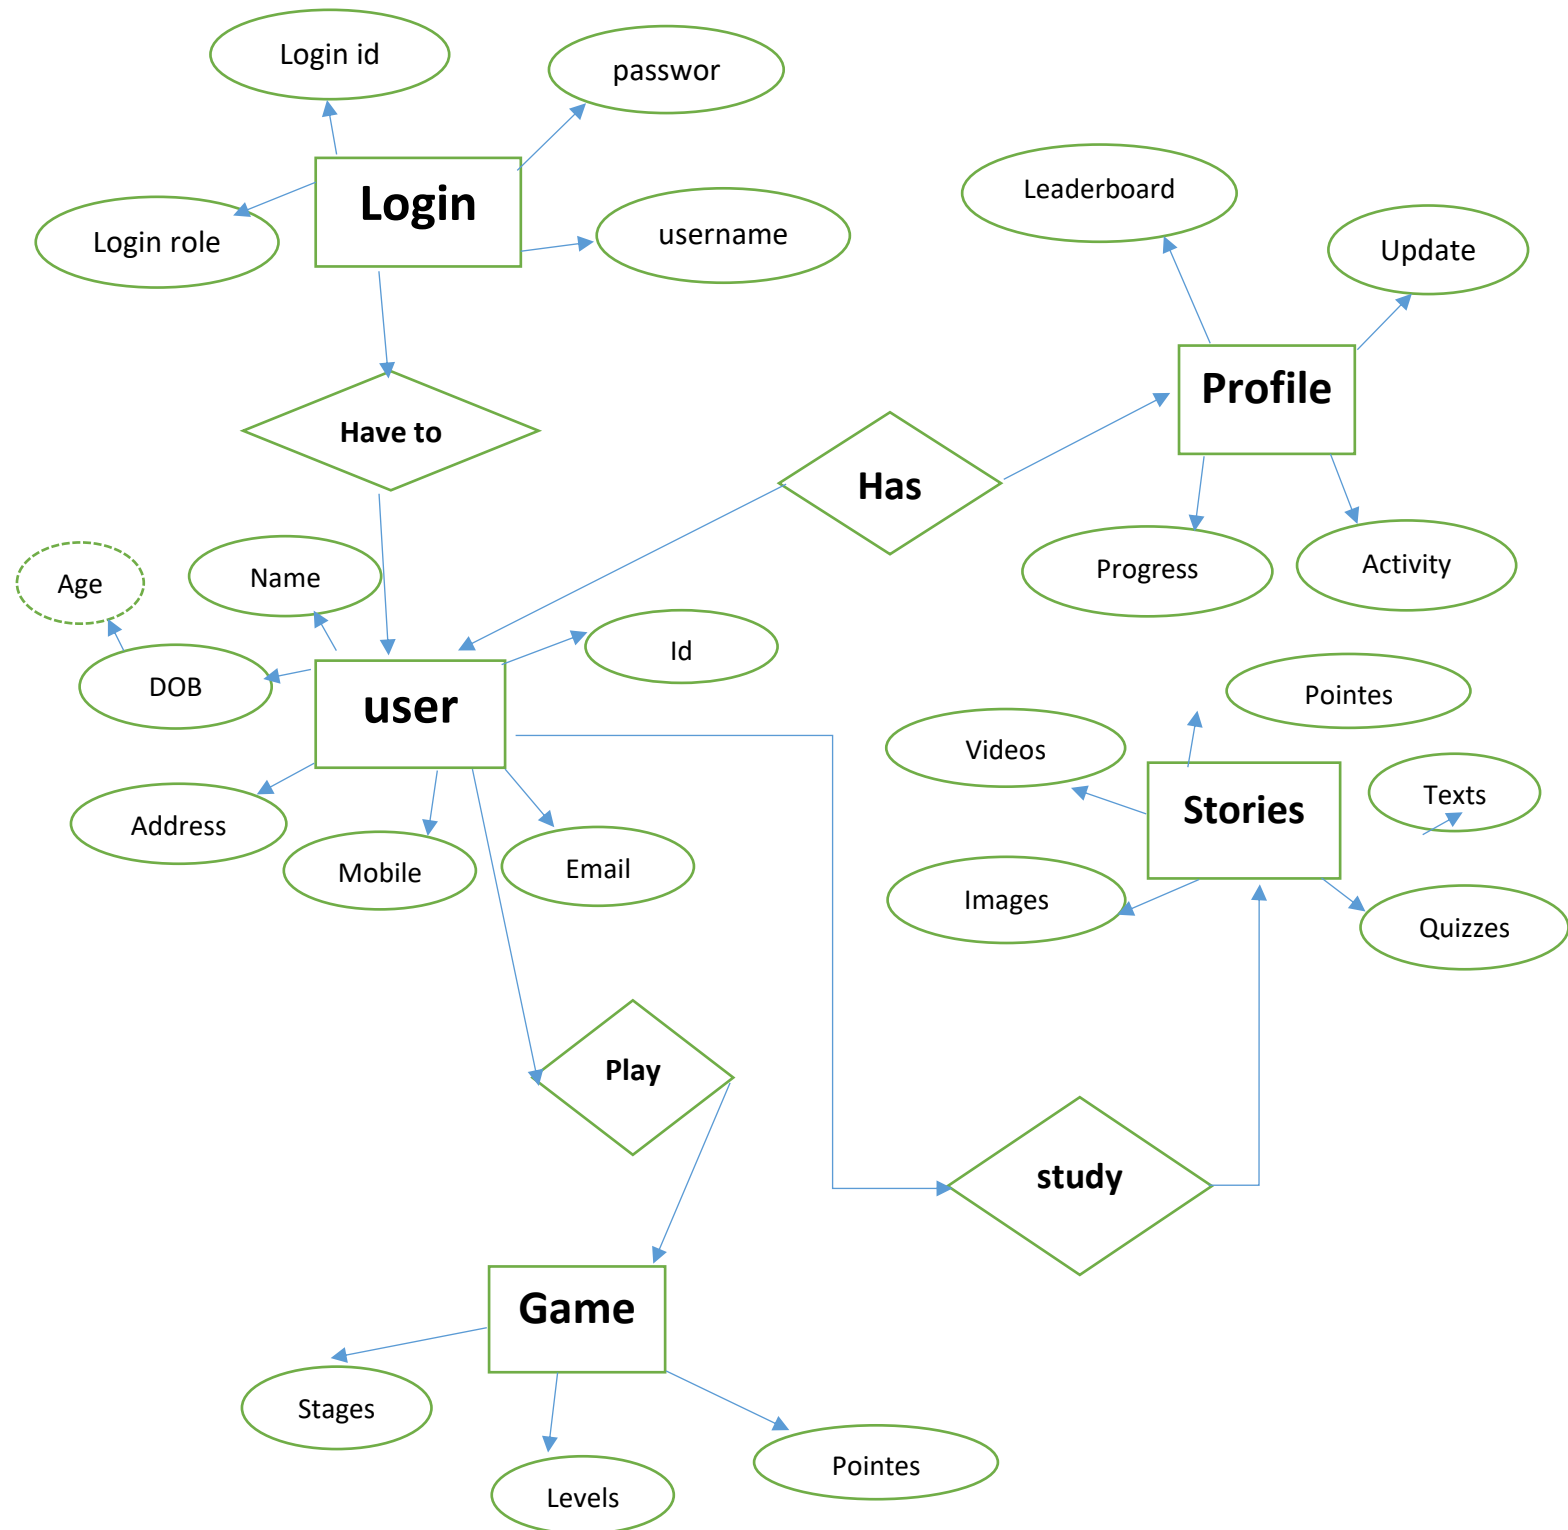 Login id
passwor
Login
Login role
username
Leaderboard
Update
Profile
Have to
Has
Progress
Activity
Age
Name
Id
DOB
user
Pointes
Videos
Stories
Texts
Address
Mobile
Email
Images
Quizzes
Play
study
Game
Stages
Levels
Pointes